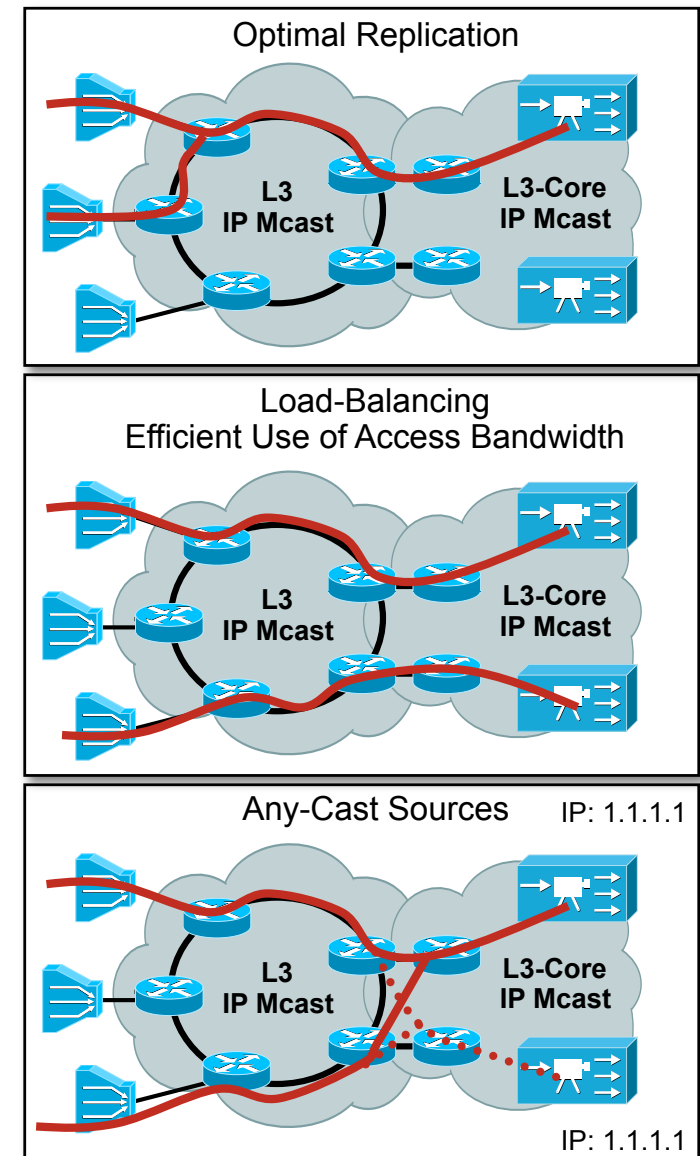 Optimal Replication
L3
IP Mcast
L3-Core
IP Mcast
Load-Balancing
Efficient Use of Access Bandwidth
L3
IP Mcast
L3-Core
IP Mcast
Any-Cast Sources
IP: 1.1.1.1
L3
IP Mcast
L3-Core
IP Mcast
IP: 1.1.1.1